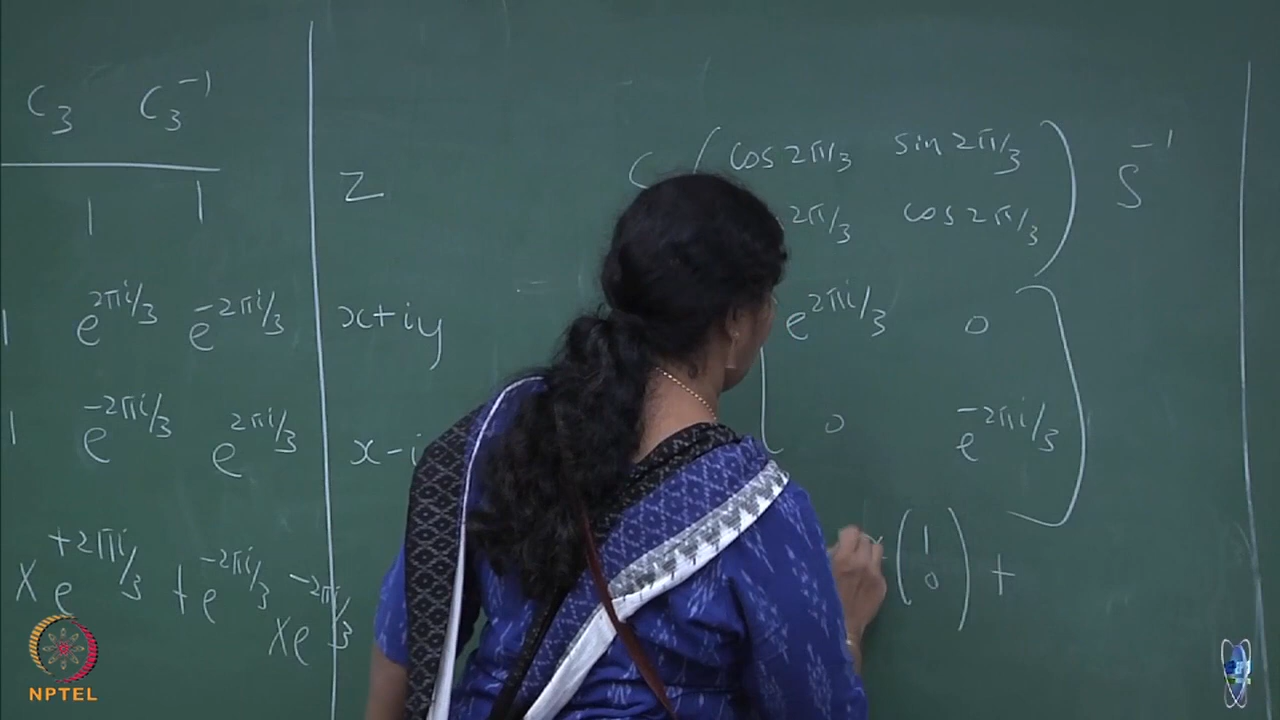 C₃ C₃⁻¹
1 1 z
1 e^{2πi/3} e^{-2πi/3} x+iy
1 e^{-2πi/3} e^{2πi/3} x-i
x e^{+2πi/3} + e^{-2πi/3} x e^{-2πi/3}
( cos 2π/3 sin 2π/3 ) S⁻¹
2π/3 cos 2π/3
= e^{2πi/3} 0
0 e^{-2πi/3}
(1 0) +
NPTEL